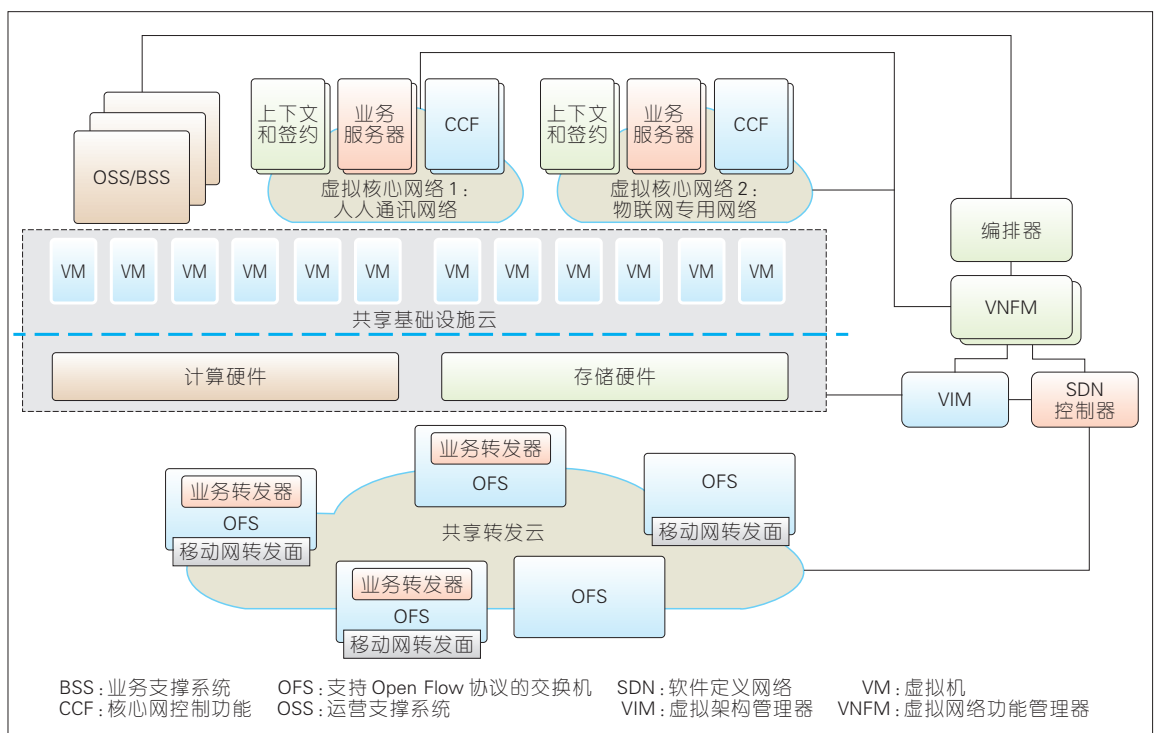 上下文
和签约
业务
服务器
CCF
上下文
和签约
业务
服务器
CCF
OSS/BSS
虚拟核心网络1：
人人通讯网络
虚拟核心网络2：
物联网专用网络
编排器
VM VM VM VM VM VM VM VM VM VM VM VM
共享基础设施云
VNFM
计算硬件
存储硬件
VIM
SDN
控制器
业务转发器
OFS
业务转发器
OFS
移动网转发面
OFS
移动网转发面
共享转发云
业务转发器
OFS
移动网转发面
OFS
BSS：业务支撑系统 OFS：支持 Open Flow 协议的交换机 SDN：软件定义网络 VM：虚拟机
CCF：核心网控制功能 OSS：运营支撑系统 VIM：虚拟架构管理器 VNFM：虚拟网络功能管理器